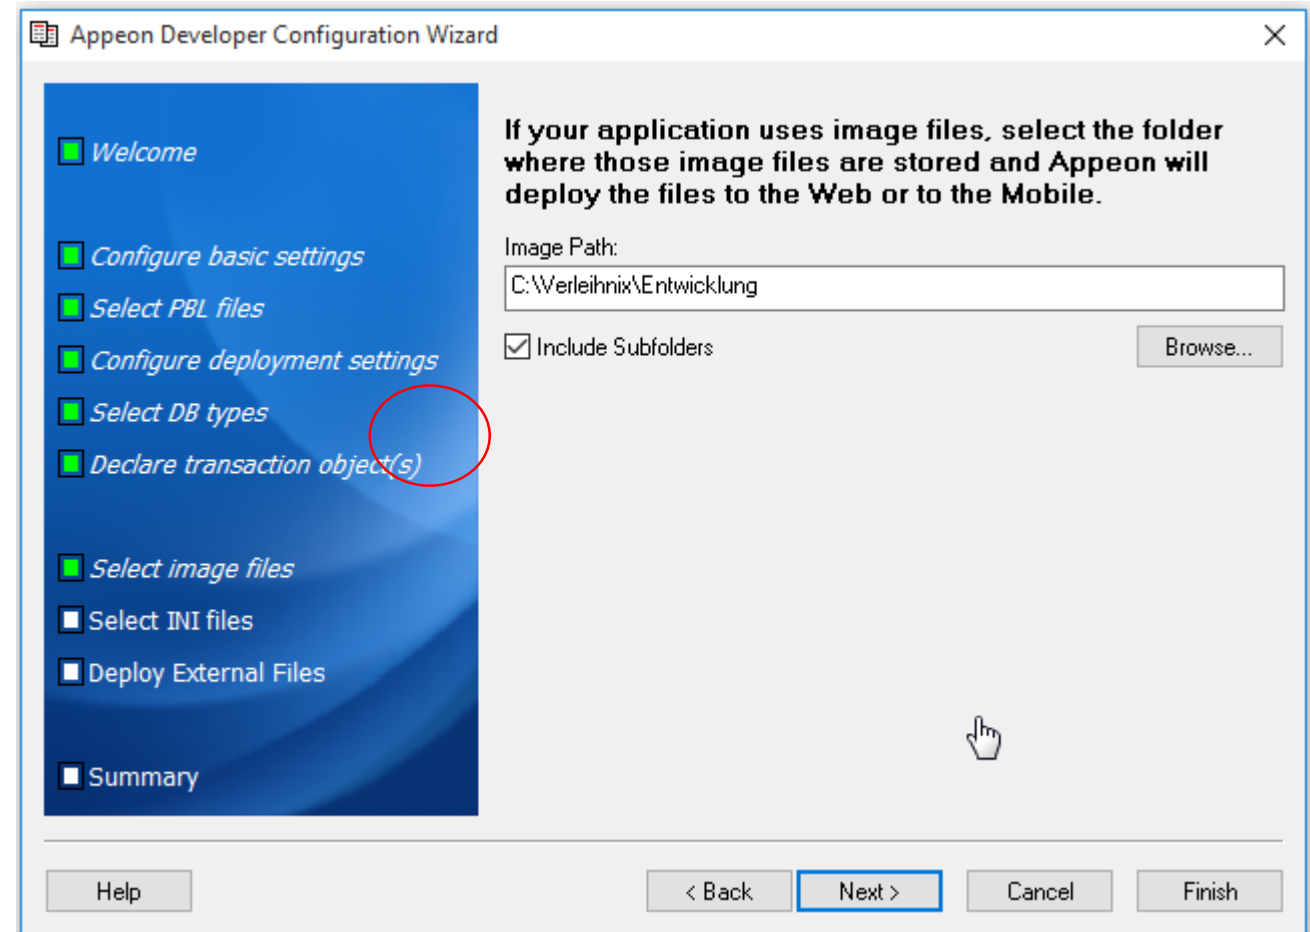 Appeon Developer Configuration Wizard
Welcome
Configure basic settings
Select PBL files
Configure deployment settings
Select DB types
Declare transaction object(s)
Select image files
Select INI files
Deploy External Files
Summary
If your application uses image files, select the folder
where those image files are stored and Appeon will
deploy the files to the Web or to the Mobile.
Image Path:
C:\Verleihnix\Entwicklung
Include Subfolders
Browse...
Help
< Back
Next >
Cancel
Finish